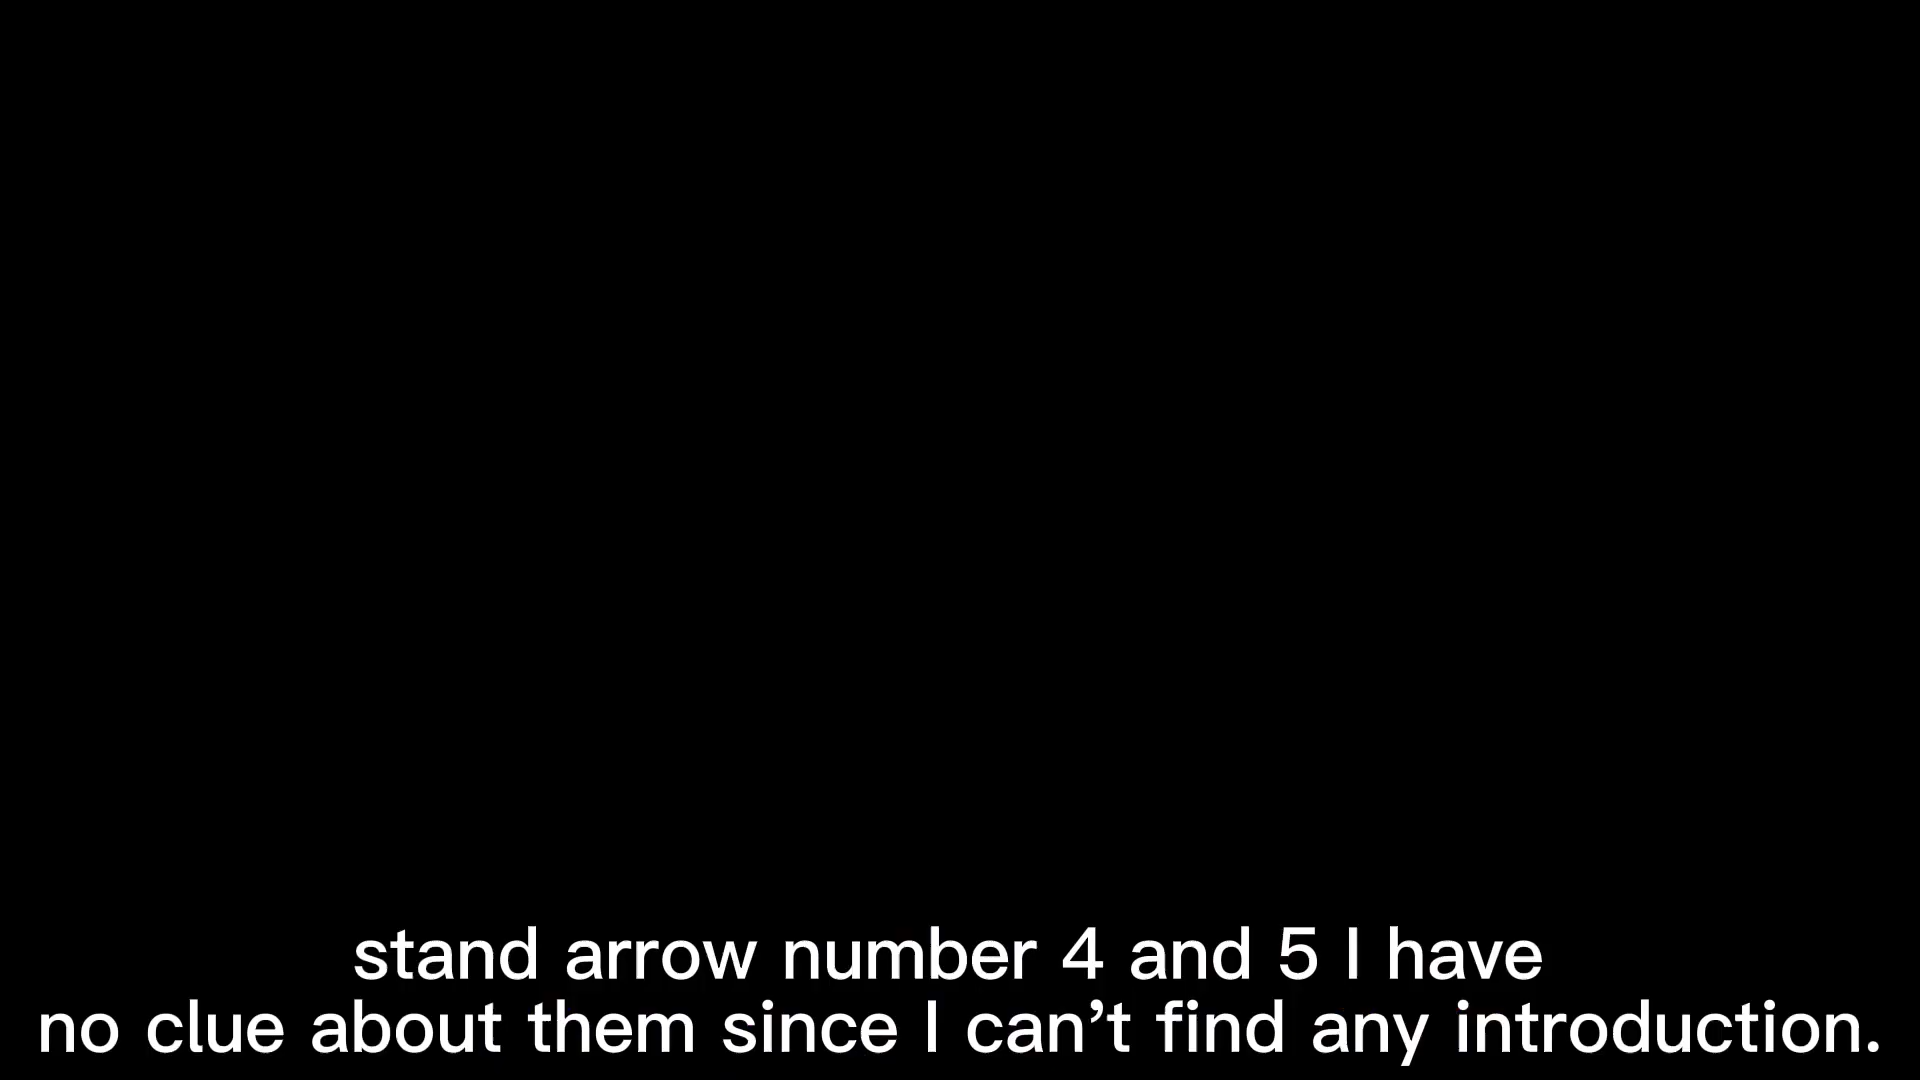 stand arrow number 4 and 5 I have
no clue about them since I can’t find any introduction.